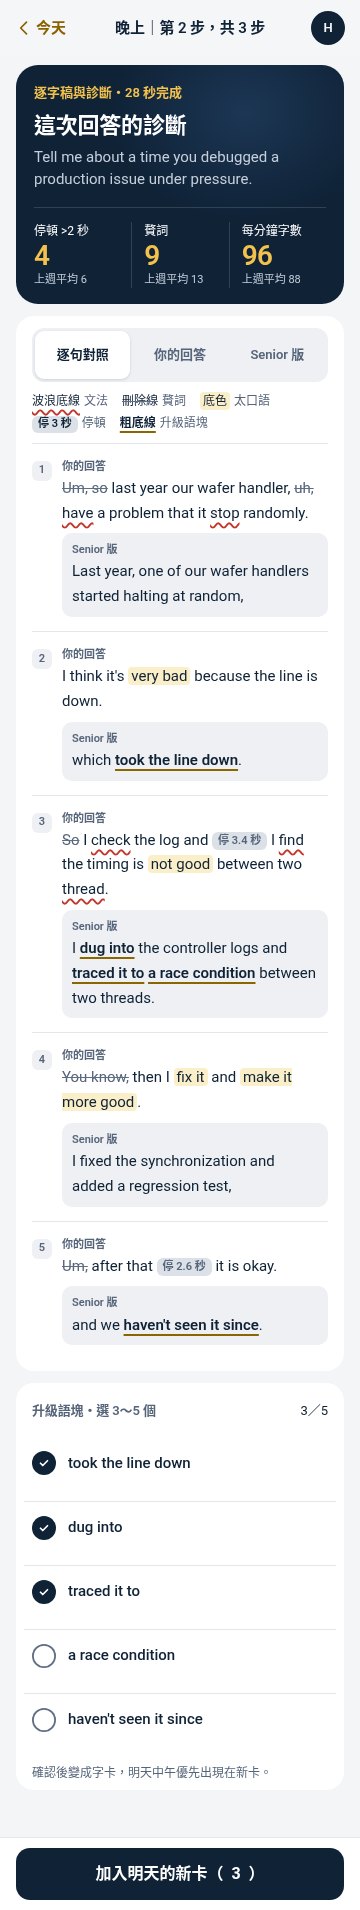 今天
晚上｜第 2 步，共 3 步
H
逐字稿與診斷・28 秒完成
這次回答的診斷
Tell me about a time you debugged a
production issue under pressure.
停頓 >2 秒
4
上週平均 6
贅詞
9
上週平均 13
每分鐘字數
96
上週平均 88
逐句對照
你的回答
Senior 版
波浪底線 文法 刪除線 贅詞 底色 太口語
停 3 秒 停頓 粗底線 升級語塊
1
你的回答
Um, so last year our wafer handler, uh,
have a problem that it stop randomly.
Senior 版
Last year, one of our wafer handlers
started halting at random,
2
你的回答
I think it's very bad because the line is
down.
Senior 版
which took the line down.
3
你的回答
So I check the log and 停 3.4 秒 I find
the timing is not good between two
thread.
Senior 版
I dug into the controller logs and
traced it to a race condition between
two threads.
4
你的回答
You know, then I fix it and make it
more good.
Senior 版
I fixed the synchronization and
added a regression test,
5
你的回答
Um, after that 停 2.6 秒 it is okay.
Senior 版
and we haven't seen it since.
升級語塊・選 3～5 個
3／5
took the line down
dug into
traced it to
a race condition
haven't seen it since
確認後變成字卡，明天中午優先出現在新卡。
加入明天的新卡（ 3 ）